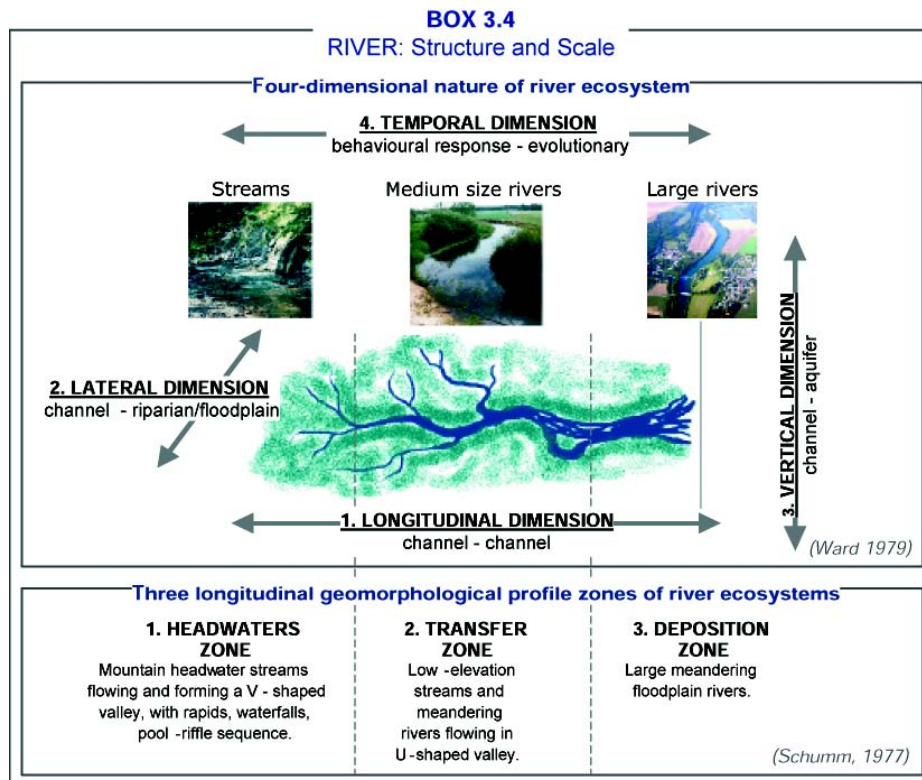 BOX 3.4
RIVER: Structure and Scale
Four-dimensional nature of river ecosystem
4. TEMPORAL DIMENSION
behavioural response - evolutionary
Streams
Medium size rivers
Large rivers
2. LATERAL DIMENSION
channel - riparian/floodplain
3. VERTICAL DIMENSION
channel - aquifer
1. LONGITUDINAL DIMENSION
channel - channel
(Ward 1979)
Three longitudinal geomorphological profile zones of river ecosystems
1. HEADWATERS
ZONE
Mountain headwater streams
flowing and forming a V - shaped
valley, with rapids, waterfalls,
pool -riffle sequence.
2. TRANSFER
ZONE
Low -elevation
streams and
meandering
rivers flowing in
U -shaped valley.
3. DEPOSITION
ZONE
Large meandering
floodplain rivers.
(Schumm, 1977)